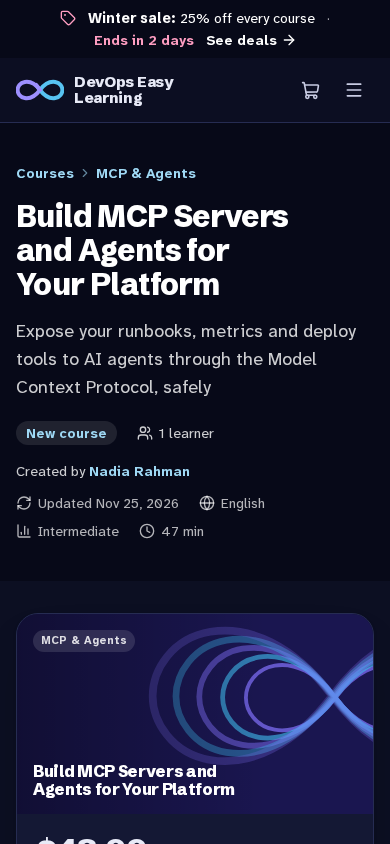 Winter sale: 25% off every course ·
Ends in 2 days See deals →
DevOps Easy
Learning
Courses > MCP & Agents
Build MCP Servers
and Agents for
Your Platform
Expose your runbooks, metrics and deploy
tools to AI agents through the Model
Context Protocol, safely
New course 1 learner
Created by Nadia Rahman
Updated Nov 25, 2026 English
Intermediate 47 min
MCP & Agents
Build MCP Servers and
Agents for Your Platform